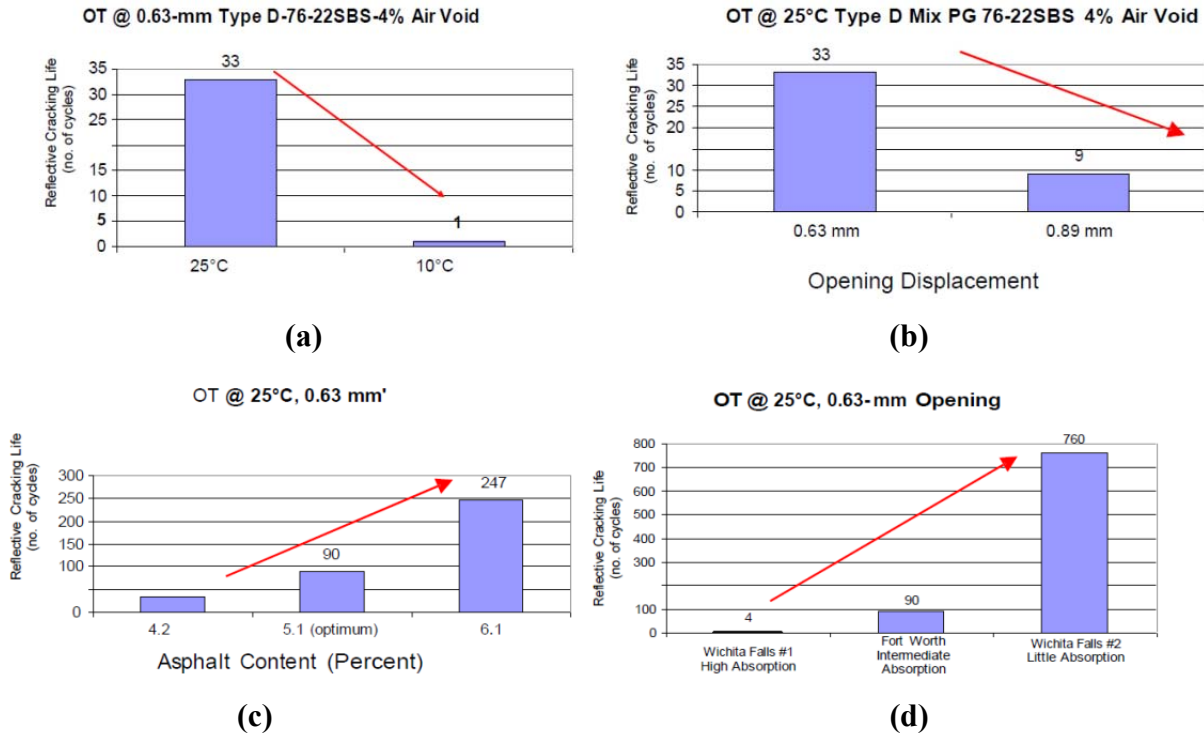 OT @ 0.63-mm Type D-76-22SBS-4% Air Void
Reflective Cracking Life
(no. of cycles)
35
30
25
20
15
10
5
0
33
1
25°C
10°C
(a)
OT @ 25°C Type D Mix PG 76-22SBS 4% Air Void
Reflective Cracking Life
(no. of cycles)
35
30
25
20
15
10
5
0
33
9
0.63 mm
0.89 mm
Opening Displacement
(b)
OT @ 25°C, 0.63 mm'
Reflective Cracking Life
(no. of cycles)
300
250
200
150
100
50
0
90
247
4.2
5.1 (optimum)
6.1
Asphalt Content (Percent)
(c)
OT @ 25°C, 0.63-mm Opening
Reflective Cracking Life
(no. of cycles)
800
700
600
500
400
300
200
100
0
4
90
760
Wichita Falls #1
High Absorption
Fort Worth
Intermediate
Absorption
Wichita Falls #2
Little Absorption
(d)